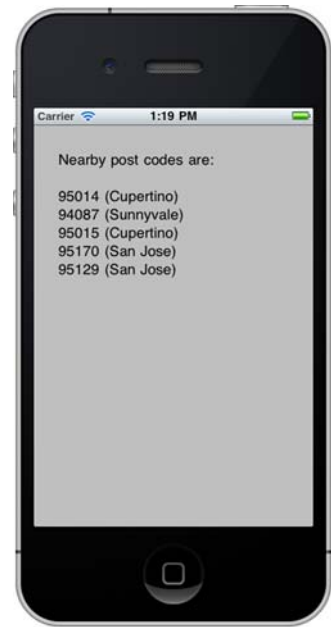 Carrier 1:19 PM
Nearby post codes are:
95014 (Cupertino)
94087 (Sunnyvale)
95015 (Cupertino)
95170 (San Jose)
95129 (San Jose)